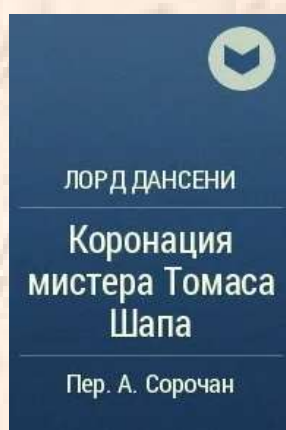 ЛОРД ДАНСЕНИ
Коронация
мистера Томаса
Шапа
Пер. А. Сорочан